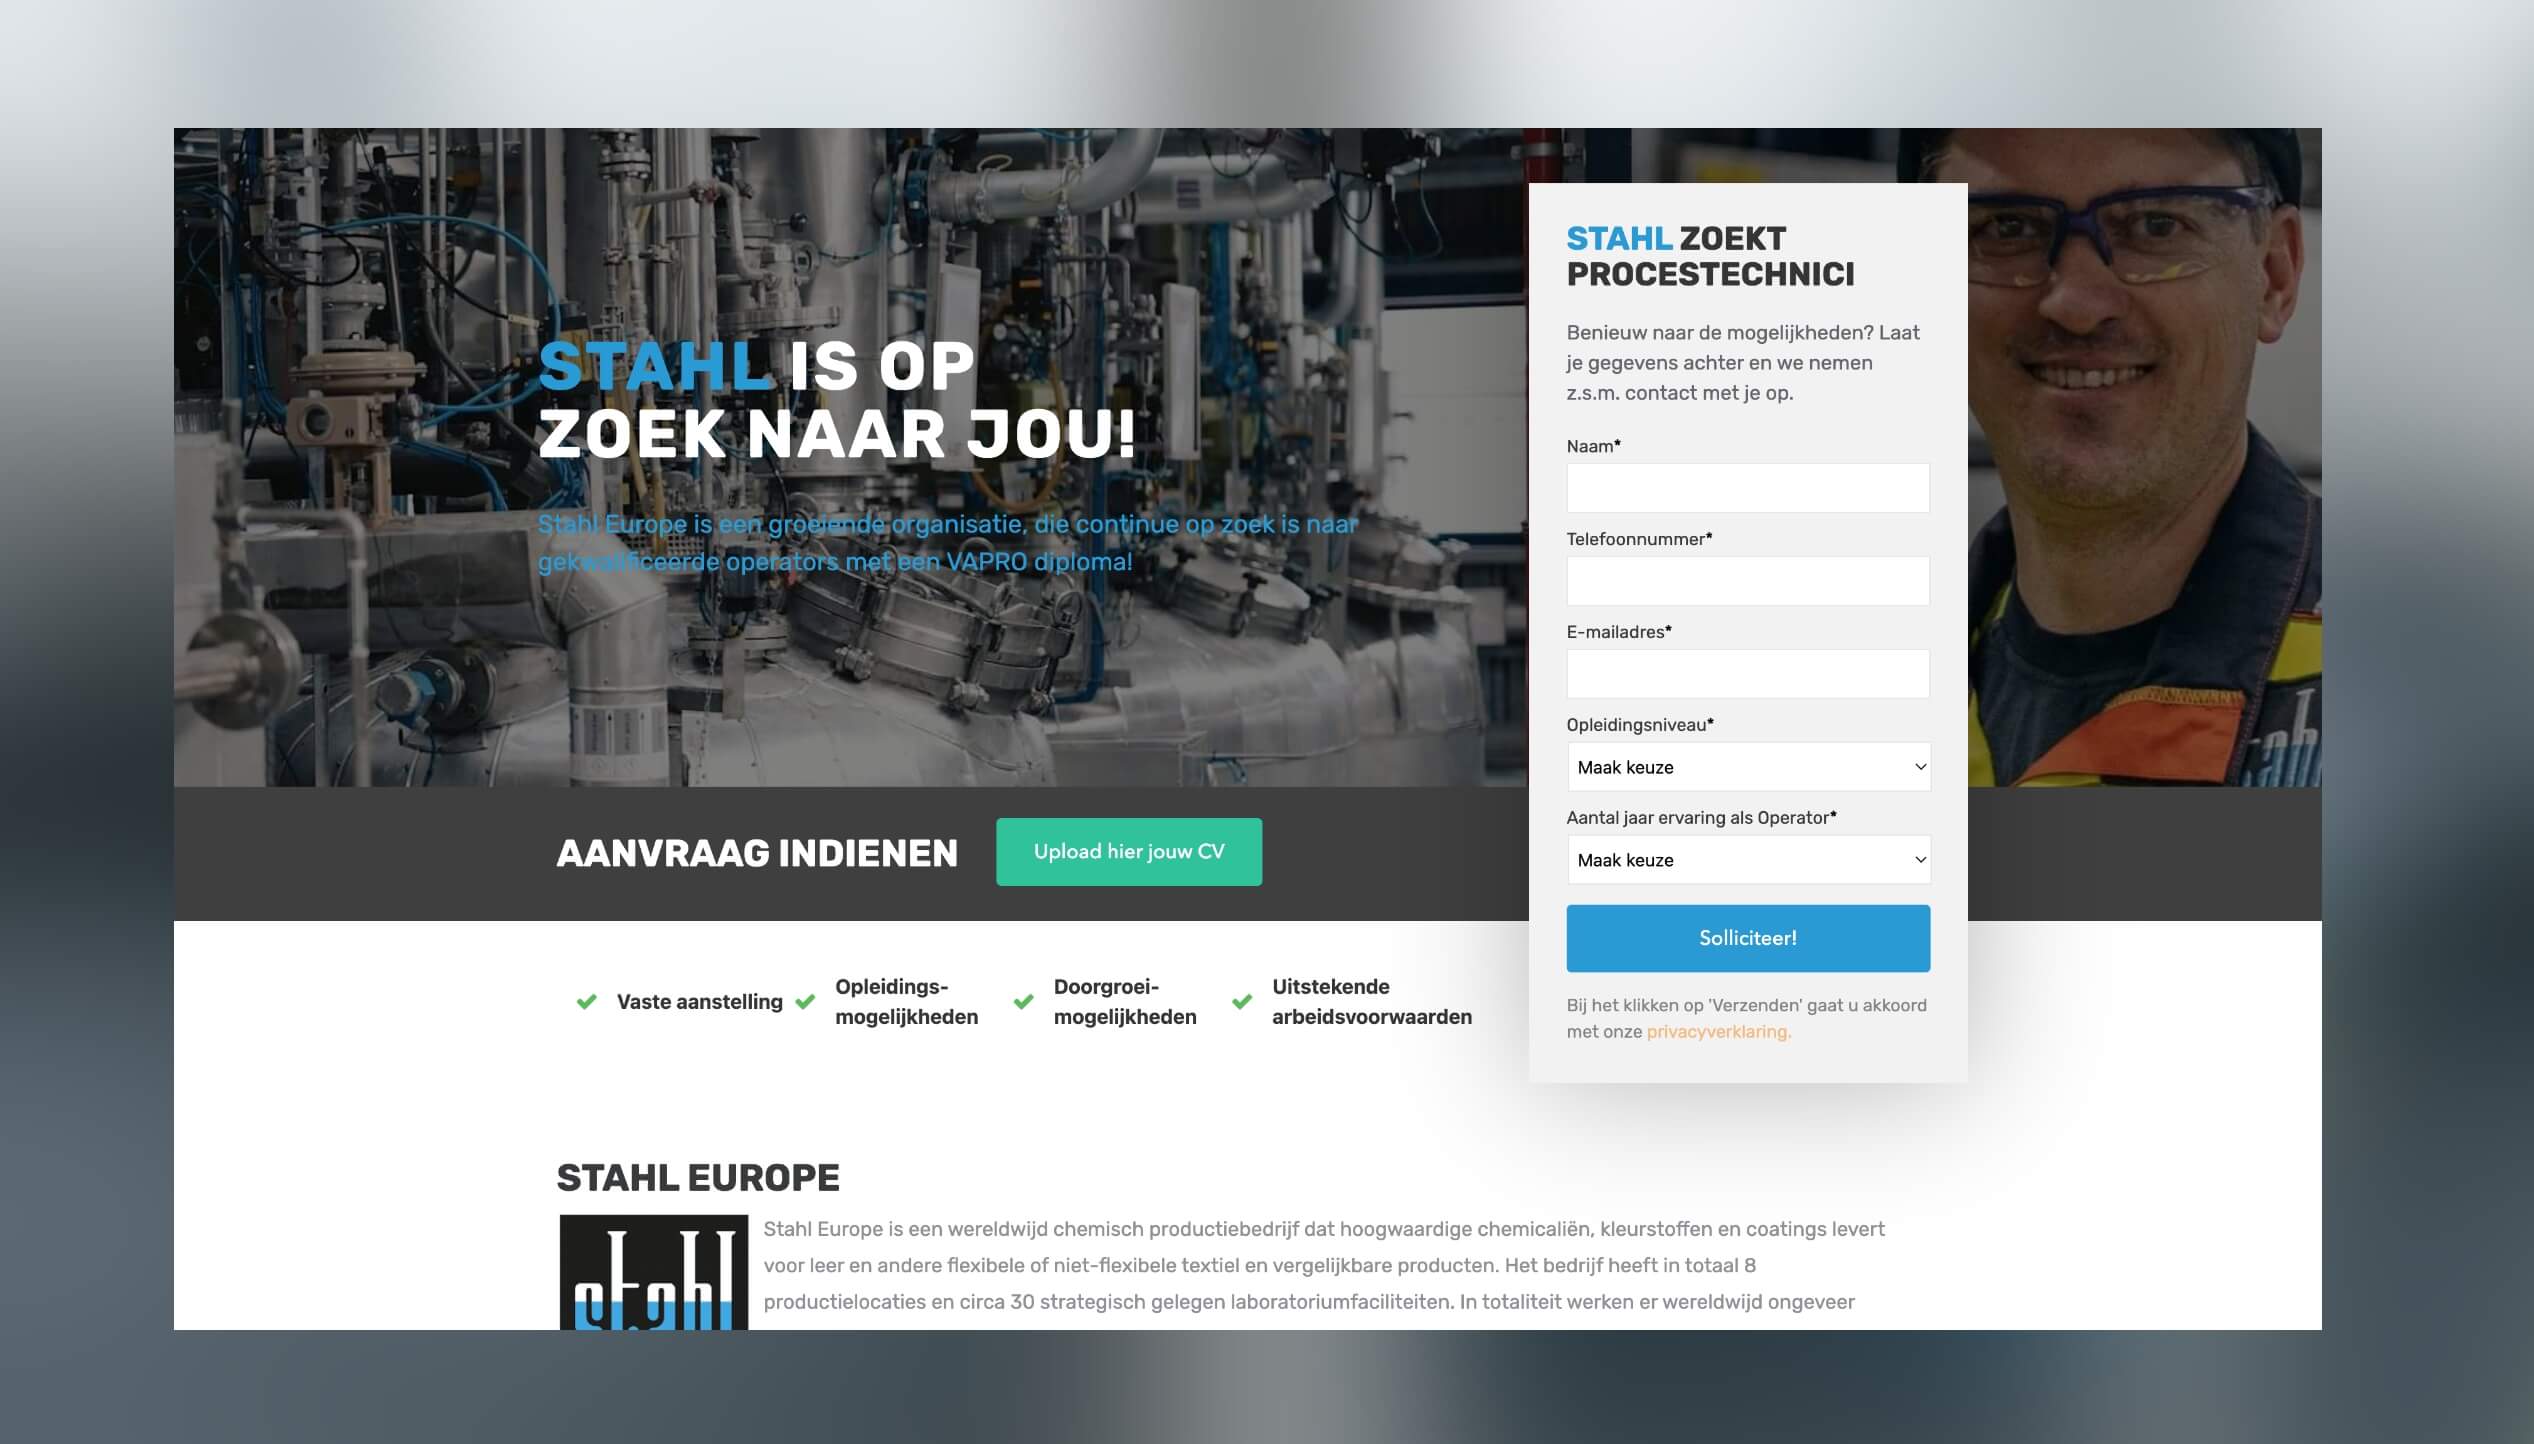 STAHL IS OP
ZOEK NAAR JOU!
Stahl Europe is een groeiende organisatie, die continue op zoek is naar
gekwalificeerde operators met een VAPRO diploma!
STAHL ZOEKT
PROCESTECHNICI
Benieuw naar de mogelijkheden? Laat
je gegevens achter en we nemen
z.s.m. contact met je op.
Naam*
Telefoonnummer*
E-mailadres*
Opleidingsniveau*
Maak keuze
Aantal jaar ervaring als Operator*
Maak keuze
Solliciteer!
Bij het klikken op 'Verzenden' gaat u akkoord
met onze privacyverklaring.
AANVRAAG INDIENEN
Upload hier jouw CV
Vaste aanstelling
Opleidings-
mogelijkheden
Doorgroei-
mogelijkheden
Uitstekende
arbeidsvoorwaarden
STAHL EUROPE
stahl
Stahl Europe is een wereldwijd chemisch productiebedrijf dat hoogwaardige chemicaliën, kleurstoffen en coatings levert
voor leer en andere flexibele of niet-flexibele textiel en vergelijkbare producten. Het bedrijf heeft in totaal 8
productielocaties en circa 30 strategisch gelegen laboratoriumfaciliteiten. In totaliteit werken er wereldwijd ongeveer